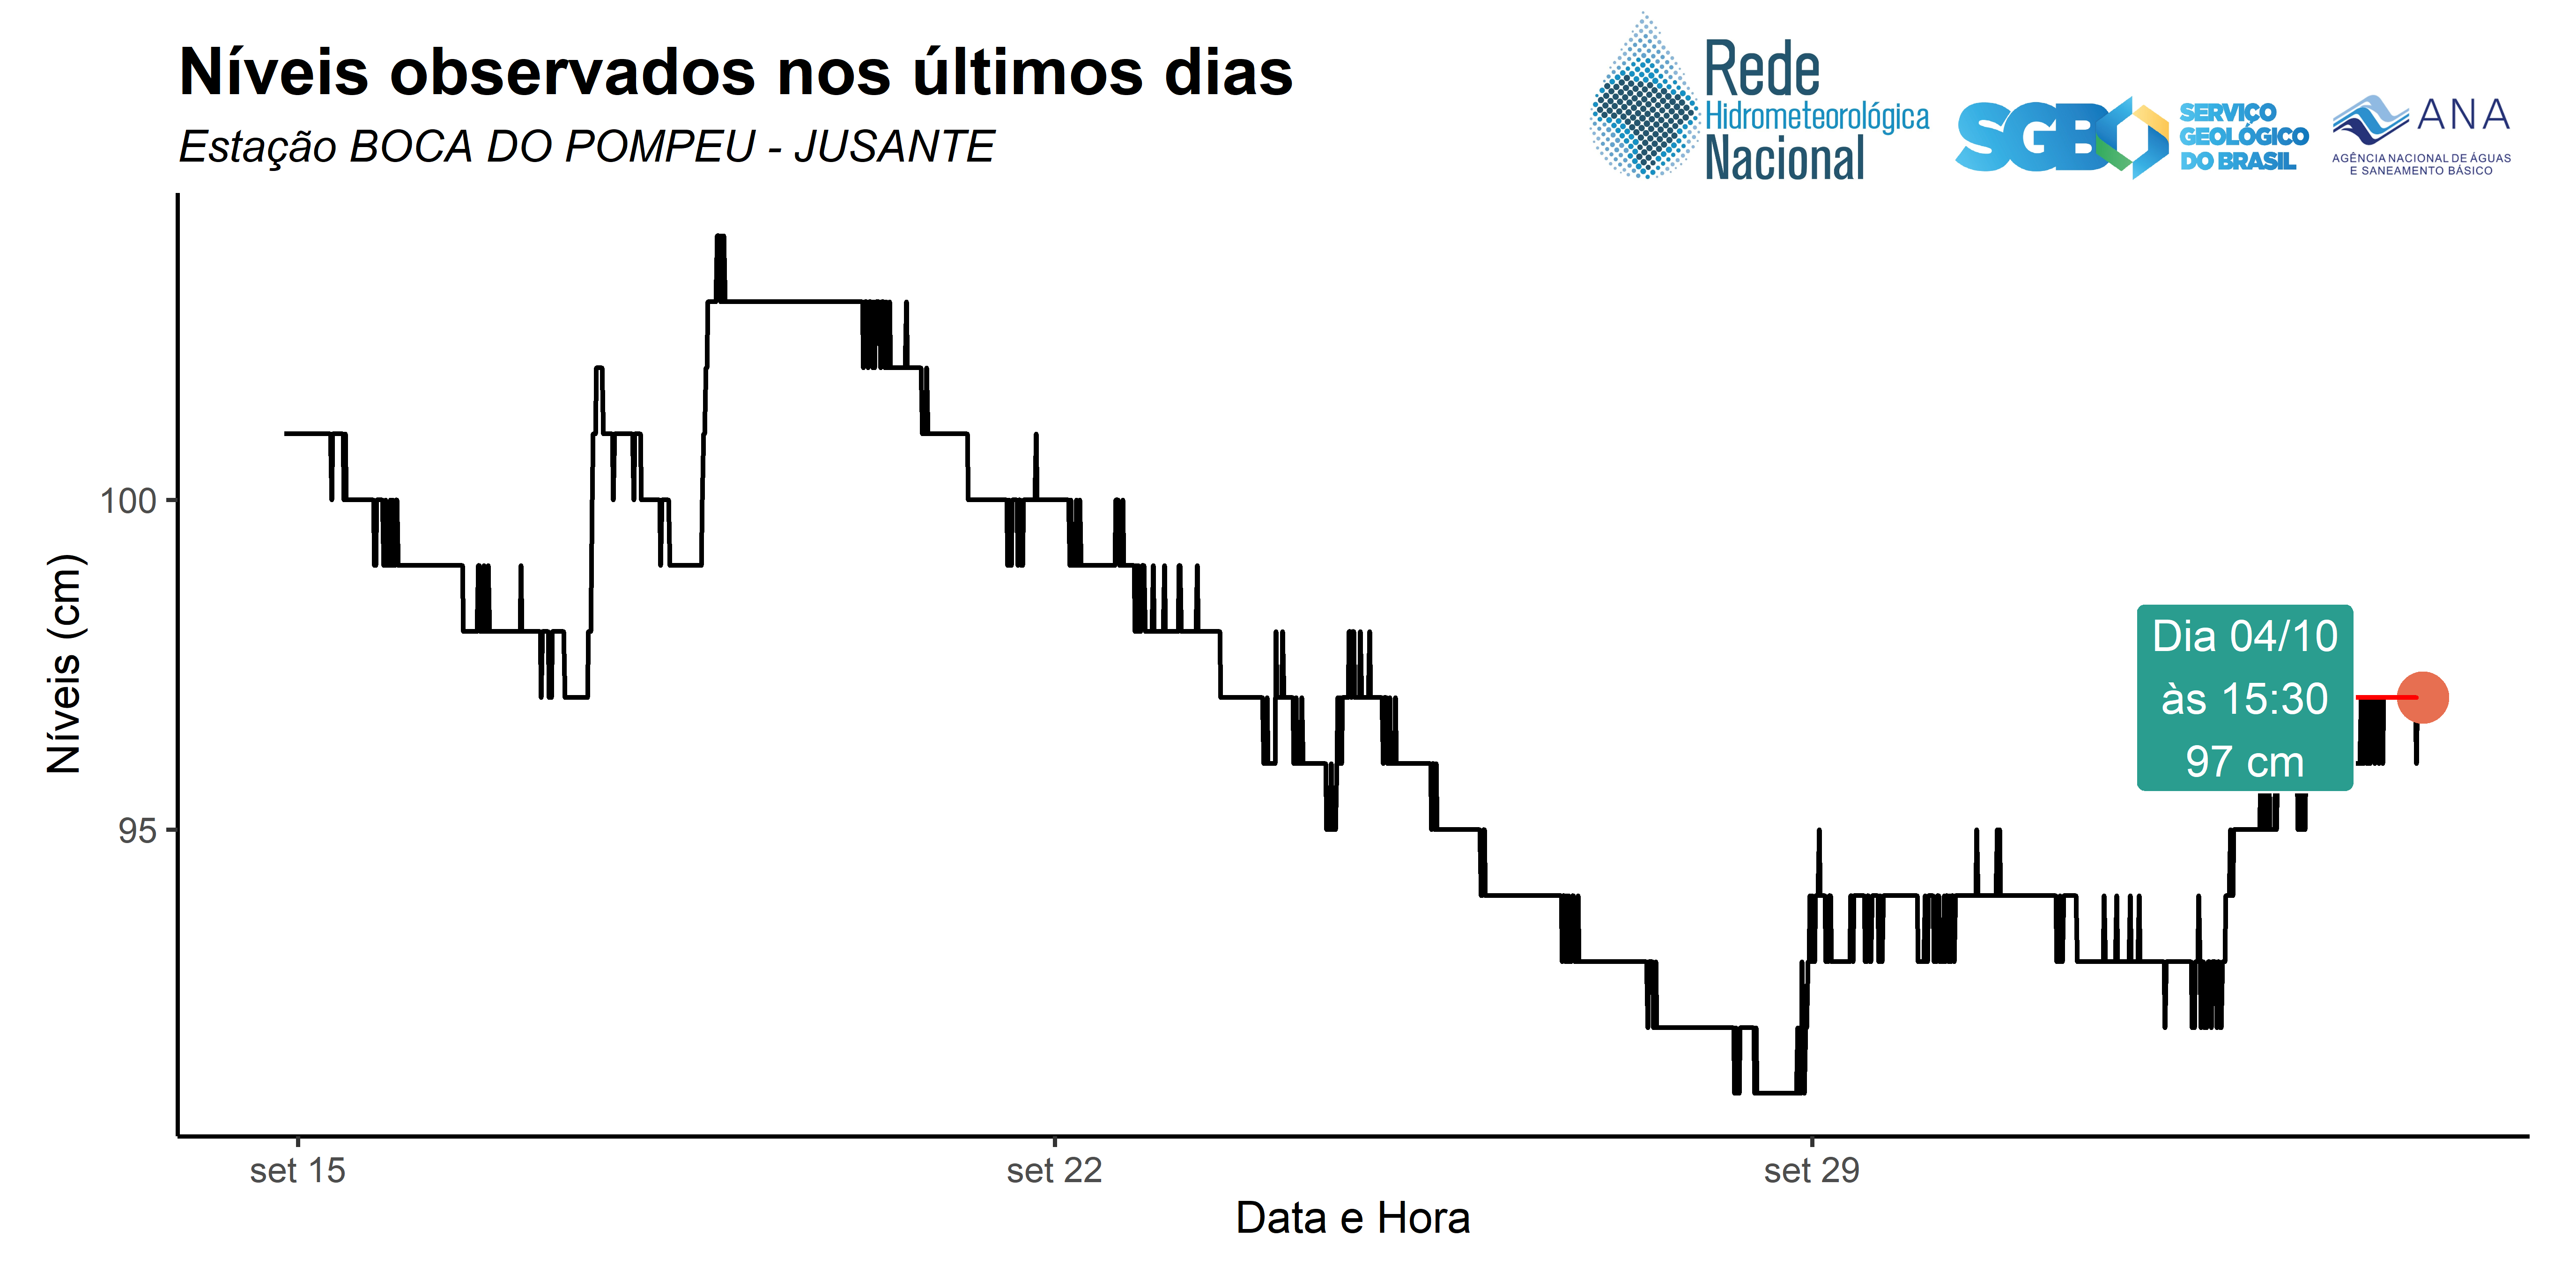 Níveis observados nos últimos dias
Estação BOCA DO POMPEU - JUSANTE
Rede
Hidrometeorológica
Nacional
SGB
SERVIÇO
GEOLÓGICO
DO BRASIL
ANA
AGÊNCIA NACIONAL DE ÁGUAS
E SANEAMENTO BÁSICO
Níveis (cm)
100
95
Dia 04/10
às 15:30
97 cm
set 15
set 22
set 29
Data e Hora